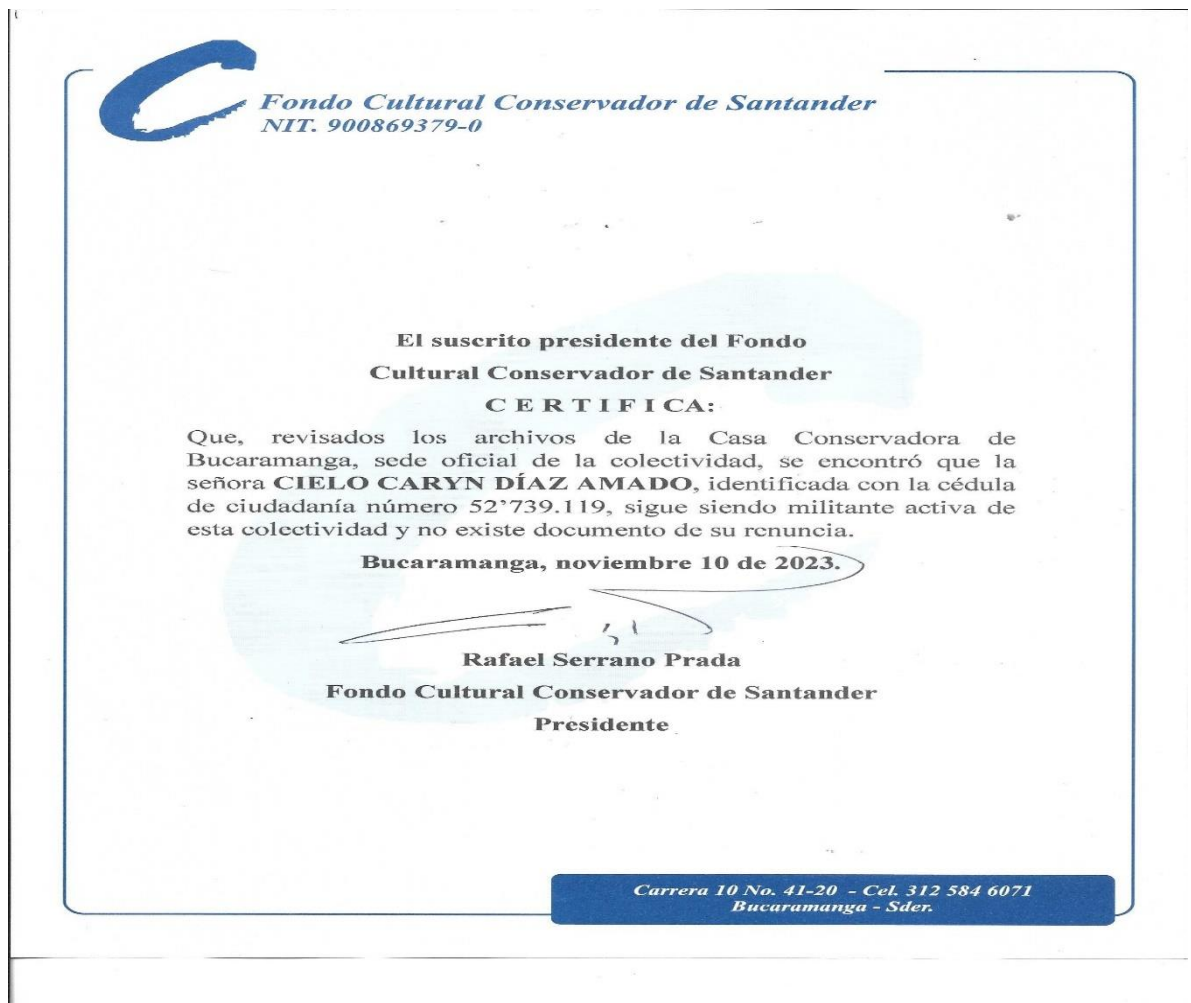 Fondo Cultural Conservador de Santander
NIT. 900869379-0
El suscrito presidente del Fondo
Cultural Conservador de Santander
C E R T I F I CA:
Que, revisados los archivos de la Casa Conservadora de
Bucaramanga, sede oficial de la colectividad, se encontró que la
señora CIELO CARYN DÍAZ AMADO, identificada con la cédula
de ciudadanía número 52’739.119, sigue siendo militante activa de
esta colectividad y no existe documento de su renuncia.
Bucaramanga, noviembre 10 de 2023.
Rafael Serrano Prada
Fondo Cultural Conservador de Santander
Presidente
Carrera 10 No. 41-20 - Cel. 312 584 6071
Bucaramanga - Sder.